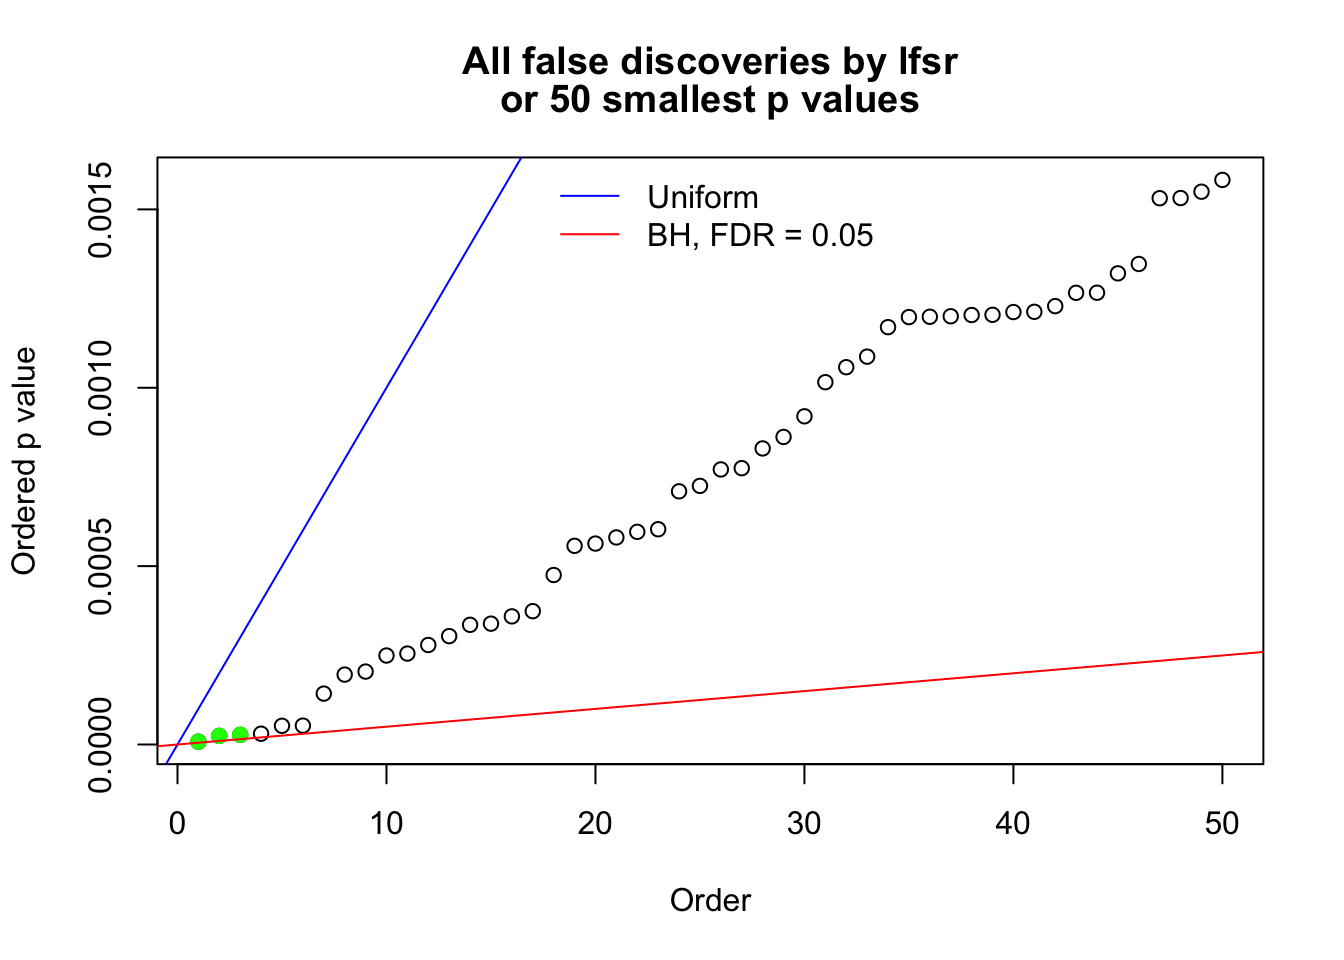 All false discoveries by lfsr
or 50 smallest p values
Uniform
BH, FDR = 0.05
Ordered p value
0.0015
0.0010
0.0005
0.0000
0 10 20 30 40 50
Order